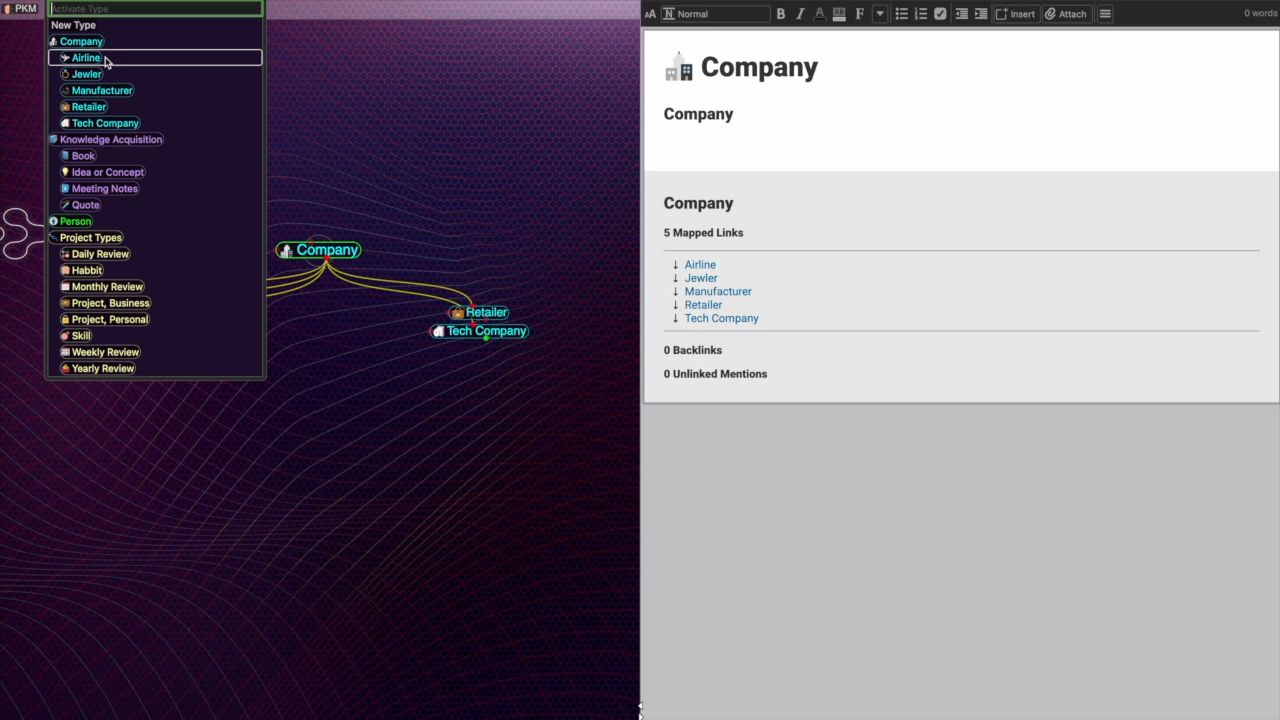 PKM
Activate Type
New Type
Company
Airline
Jewler
Manufacturer
Retailer
Tech Company
Knowledge Acquisition
Book
Idea or Concept
Meeting Notes
Quote
Person
Project Types
Daily Review
Habbit
Monthly Review
Project, Business
Project, Personal
Skill
Weekly Review
Yearly Review
Company
Retailer
Tech Company
AA N Normal B I A AB F Insert Attach 0 words
Company
Company
Company
5 Mapped Links
↓ Airline
↓ Jewler
↓ Manufacturer
↓ Retailer
↓ Tech Company
0 Backlinks
0 Unlinked Mentions